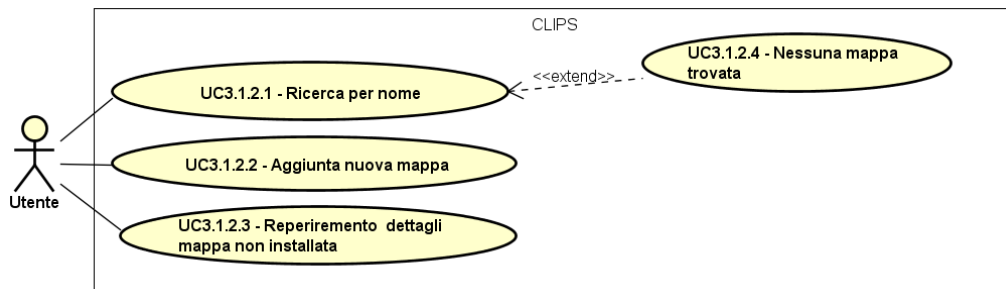 CLIPS
UC3.1.2.4 - Nessuna mappa
trovata
<<extend>>
UC3.1.2.1 - Ricerca per nome
UC3.1.2.2 - Aggiunta nuova mappa
Utente
UC3.1.2.3 - Reperiremento dettagli
mappa non installata